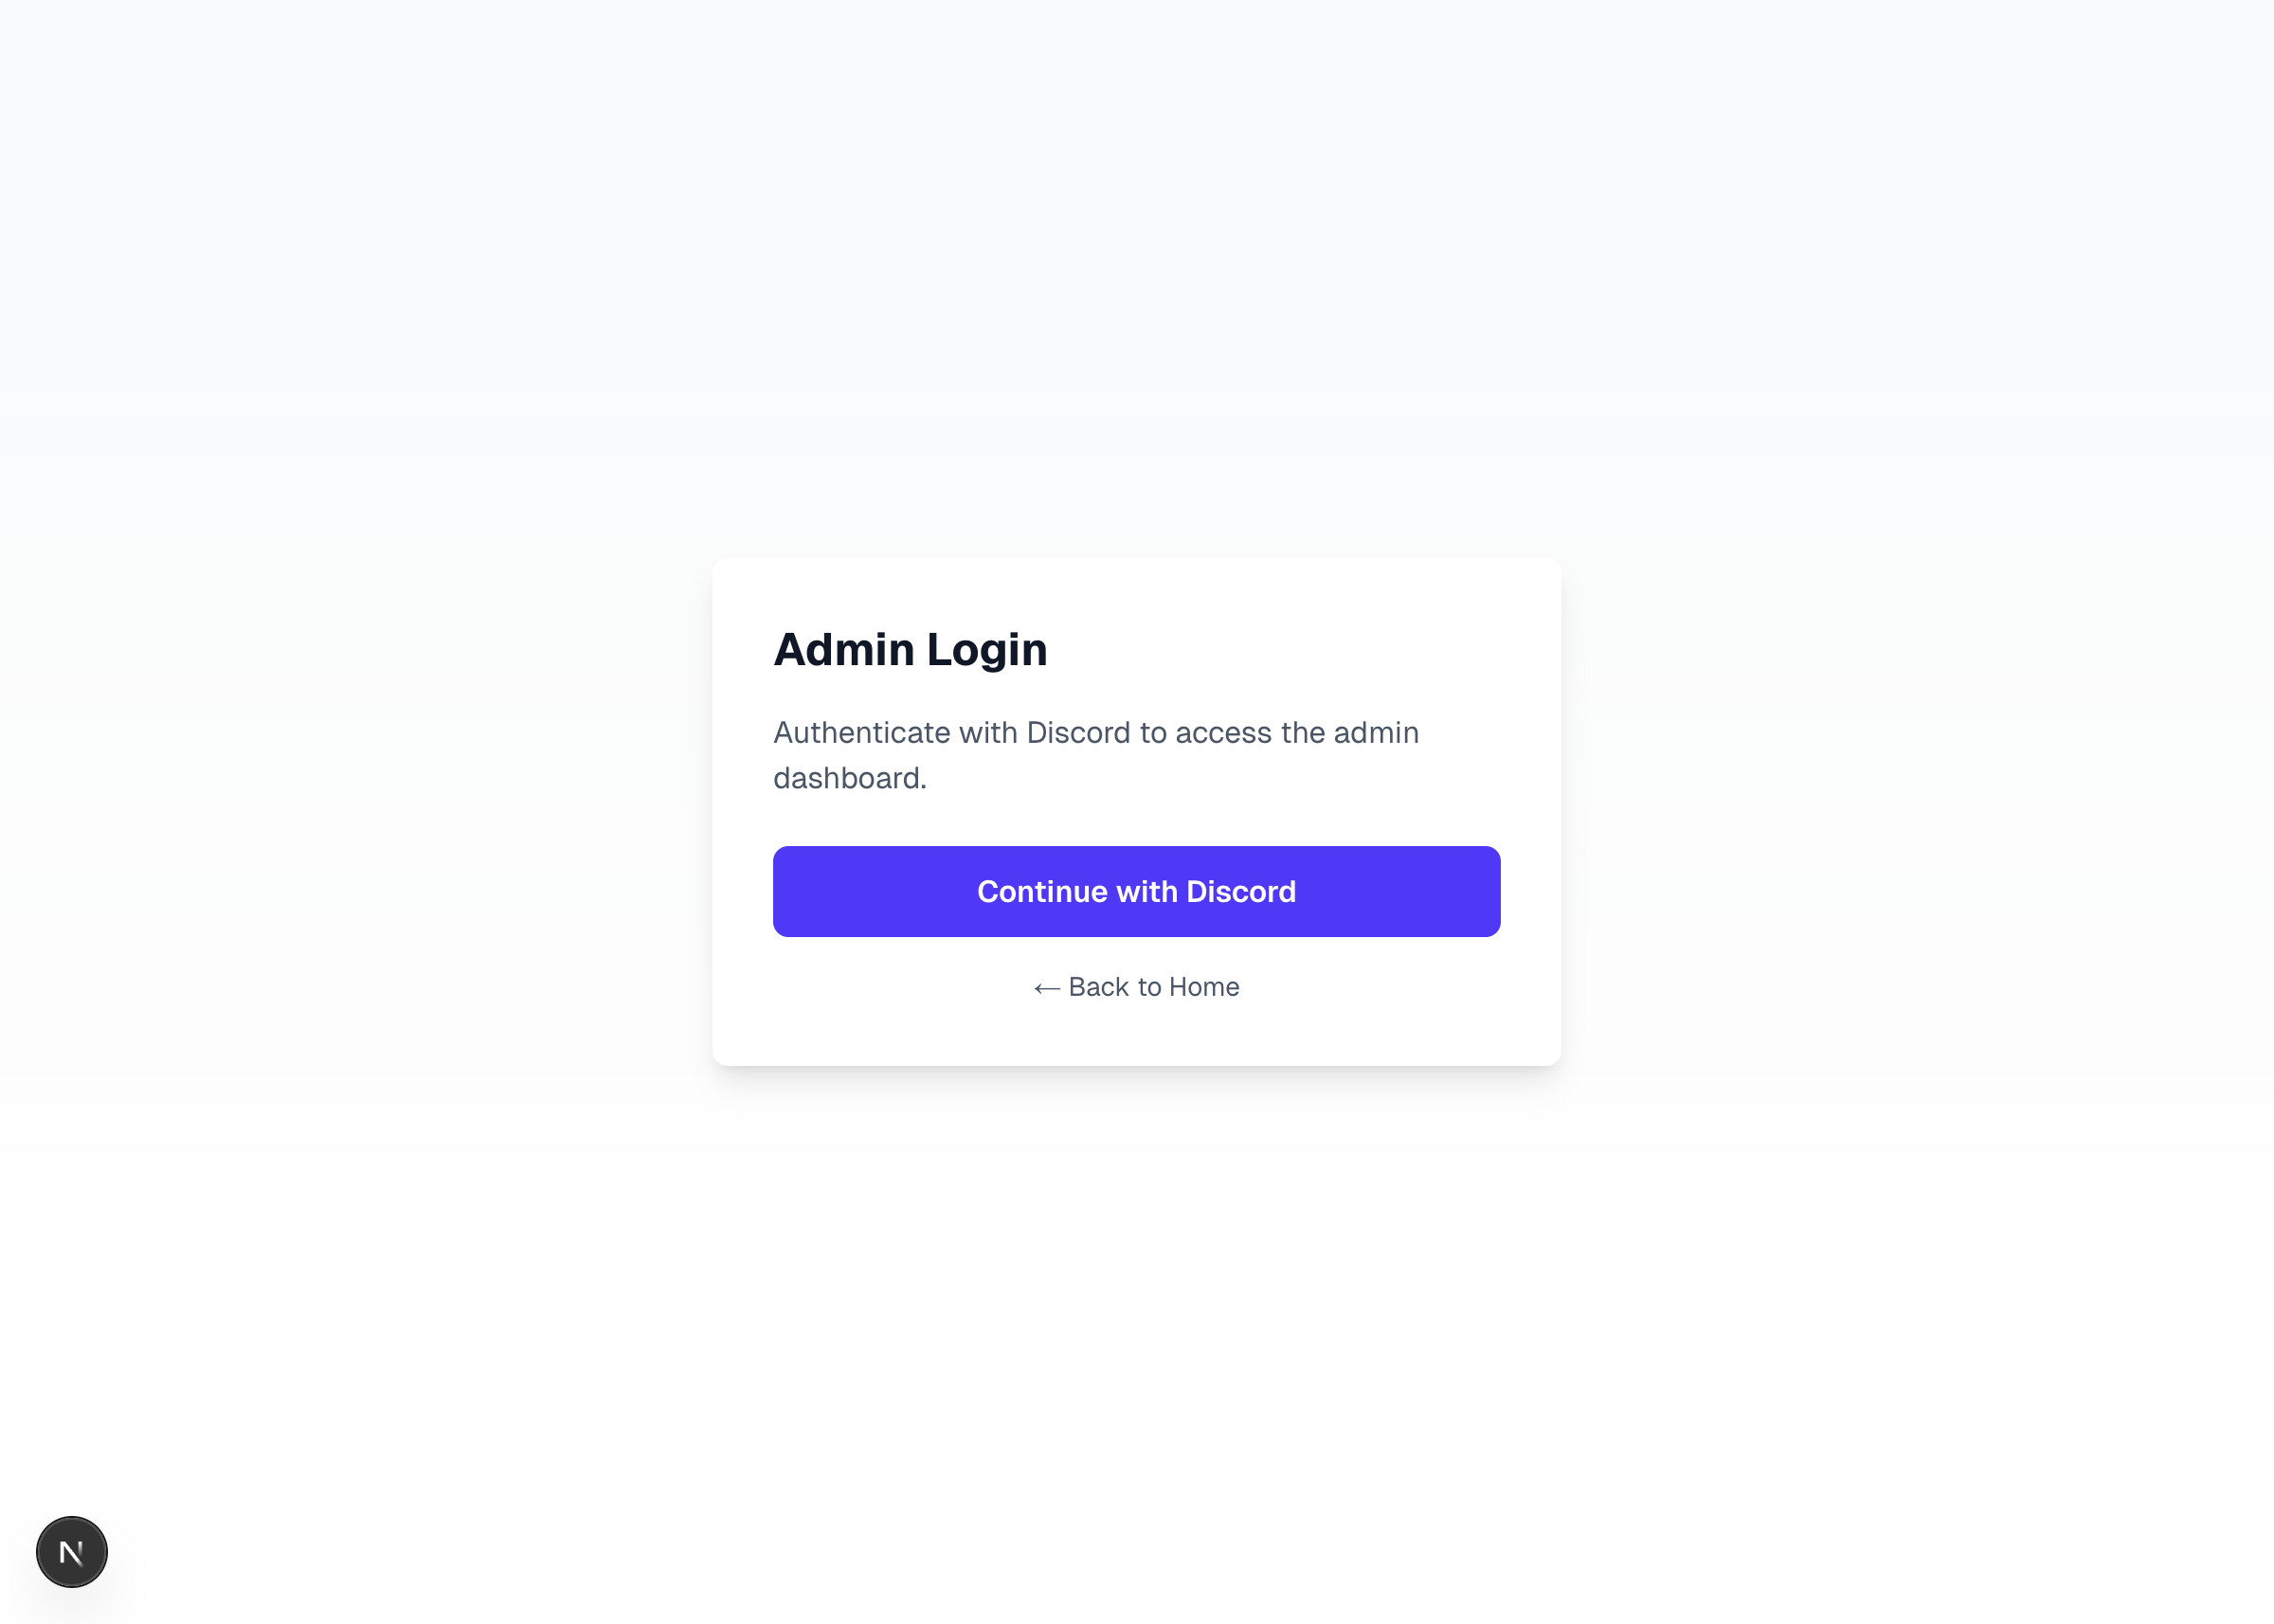 Admin Login
Authenticate with Discord to access the admin
dashboard.
Continue with Discord
← Back to Home
N